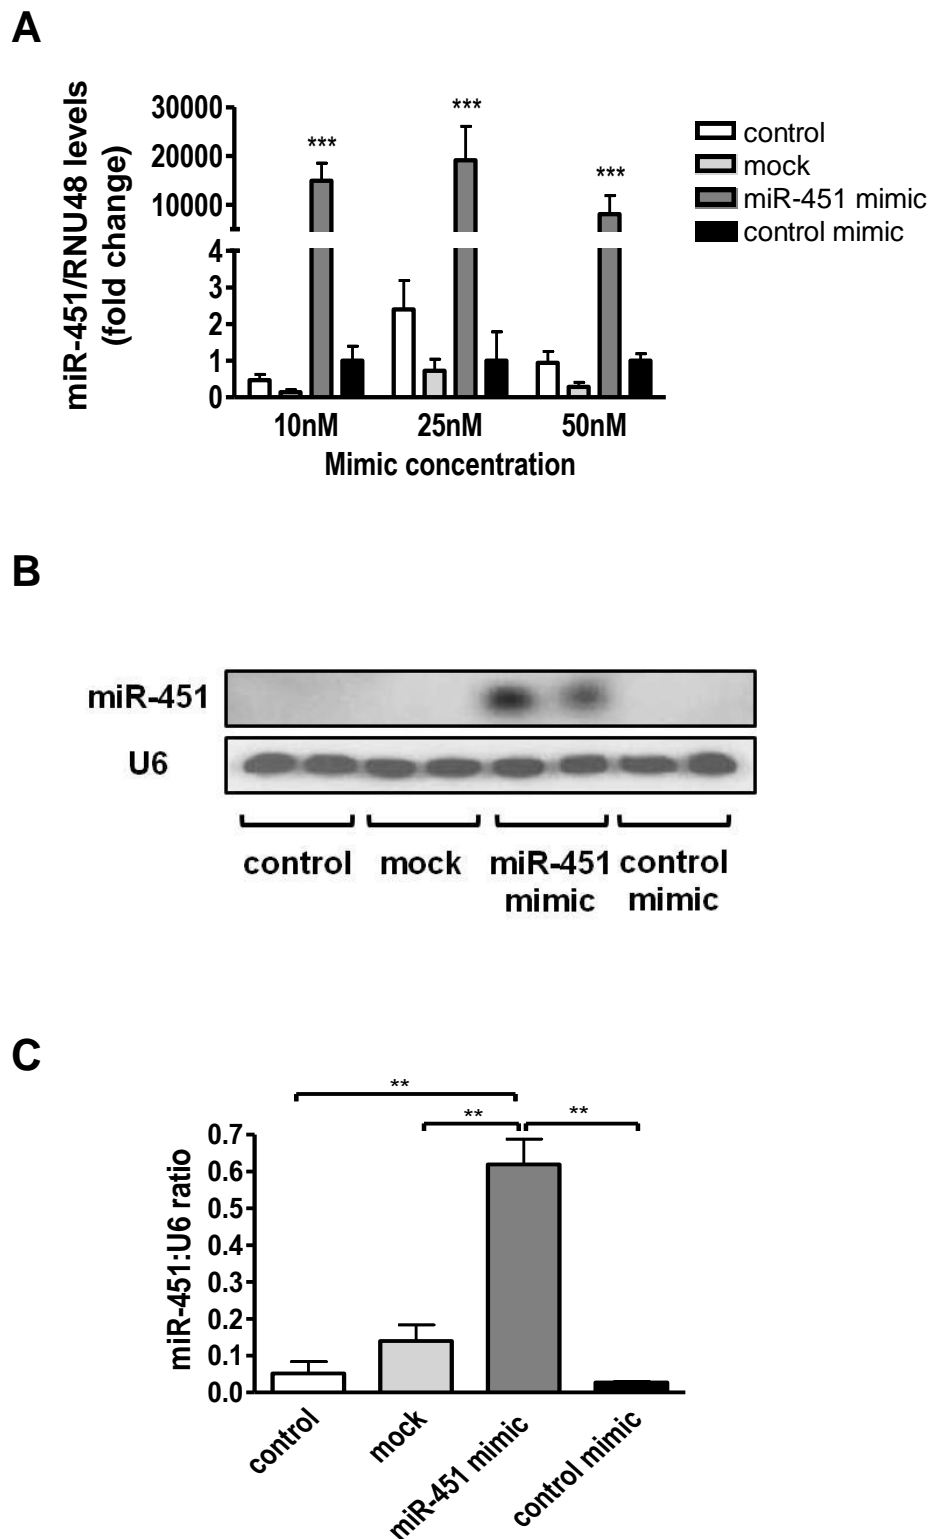 A
miR-451/RNU48 levels
(fold change)
30000
20000
10000
4
3
2
1
0
***
***
***
10nM
25nM
50nM
Mimic concentration
control
mock
miR-451 mimic
control mimic
B
miR-451
U6
control
mock
miR-451
mimic
control
mimic
C
**
**
**
miR-451:U6 ratio
0.7
0.6
0.5
0.4
0.3
0.2
0.1
0.0
control
mock
miR-451 mimic
control mimic